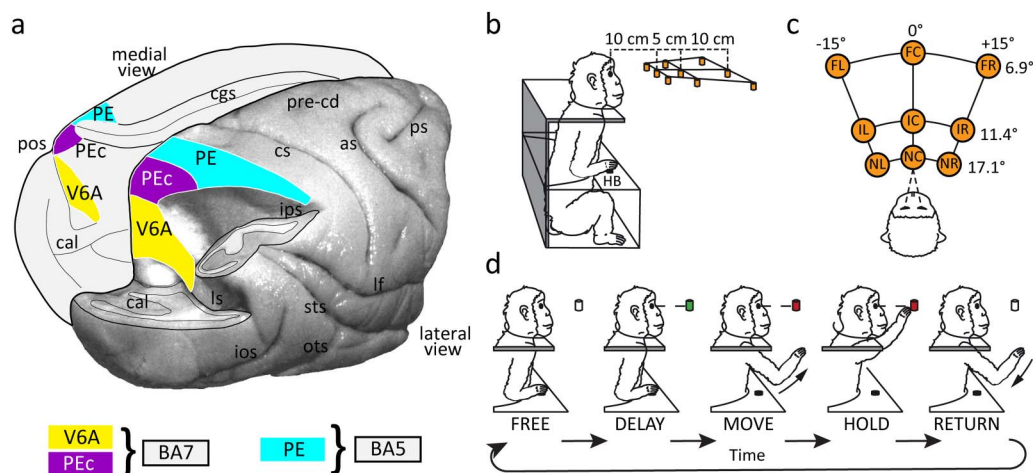 a
medial
view
cgs
pre-cd
ps
PE
as
pos
PEc
cs
PE
PEc
V6A
V6A
ips
cal
cal
ls
lf
sts
lateral
view
ios
ots
V6A
PEc
BA7
PE
BA5
b
10 cm 5 cm 10 cm
HB
c
0°
-15°
+15°
FL
FC
FR
6.9°
IL
IC
IR
11.4°
NL
NC
NR
17.1°
d
FREE
DELAY
MOVE
HOLD
RETURN
Time